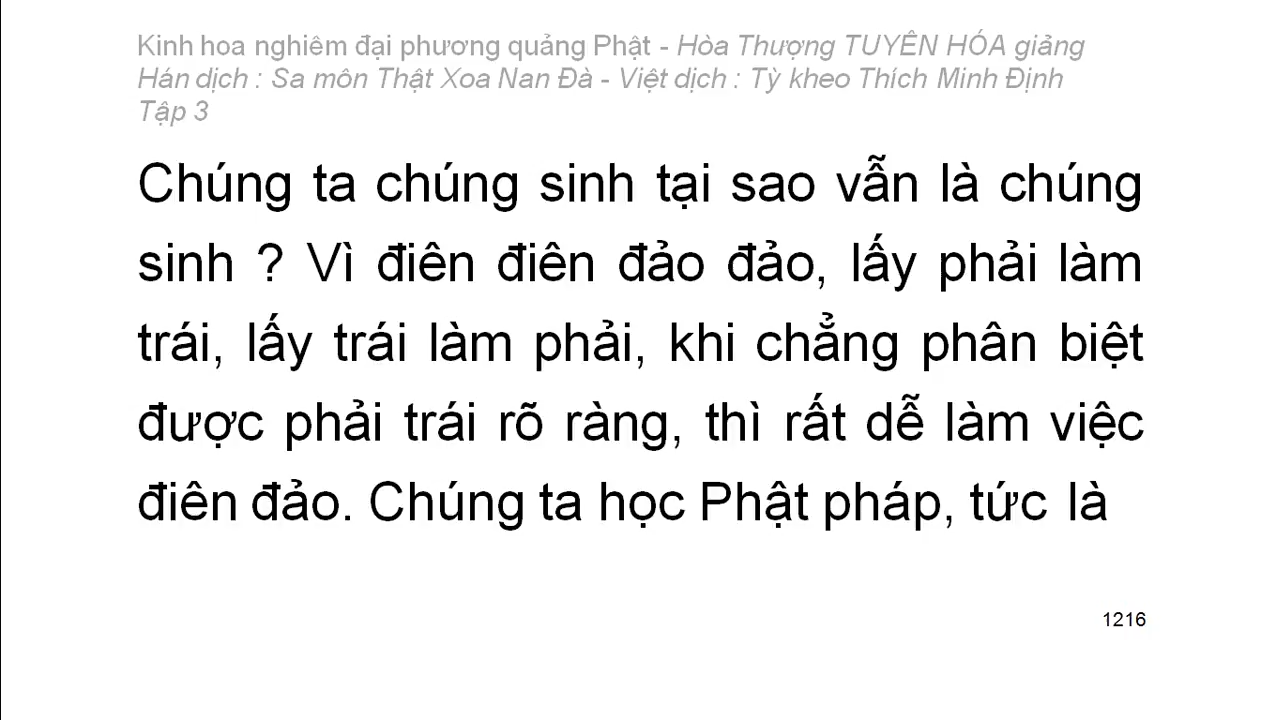 Kinh hoa nghiêm đại phương quảng Phật - Hòa Thượng TUYÊN HÓA giảng
Hán dịch : Sa môn Thật Xoa Nan Đà - Việt dịch : Tỳ kheo Thích Minh Định
Tập 3
Chúng ta chúng sinh tại sao vẫn là chúng
sinh ? Vì điên điên đảo đảo, lấy phải làm
trái, lấy trái làm phải, khi chẳng phân biệt
được phải trái rõ ràng, thì rất dễ làm việc
điên đảo. Chúng ta học Phật pháp, tức là
1216